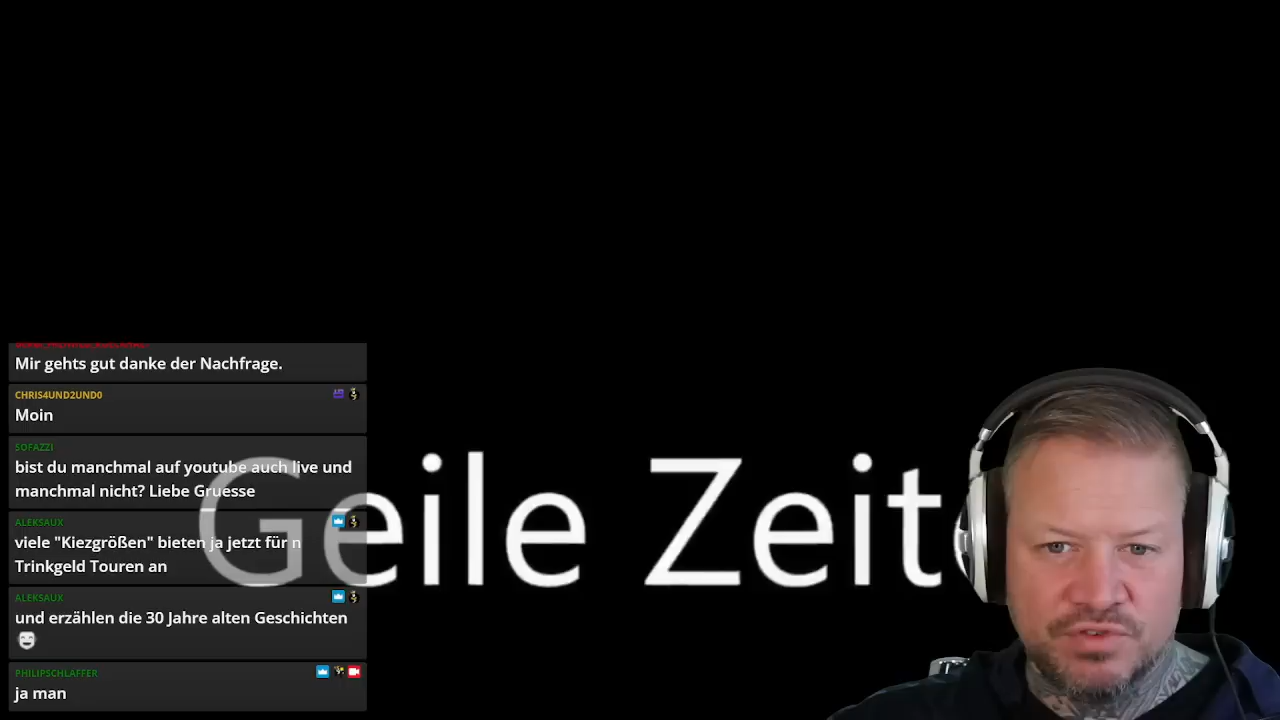 Mir gehts gut danke der Nachfrage.
CHRIS4UND2UND0
Moin
SOFAZZI
bist du manchmal auf youtube auch live und
manchmal nicht? Liebe Gruesse
ALEKSAUX
viele "Kiezgrößen" bieten ja jetzt für n
Trinkgeld Touren an
ALEKSAUX
und erzählen die 30 Jahre alten Geschichten
PHILIPSCHLAFFER
ja man
Geile Zeit